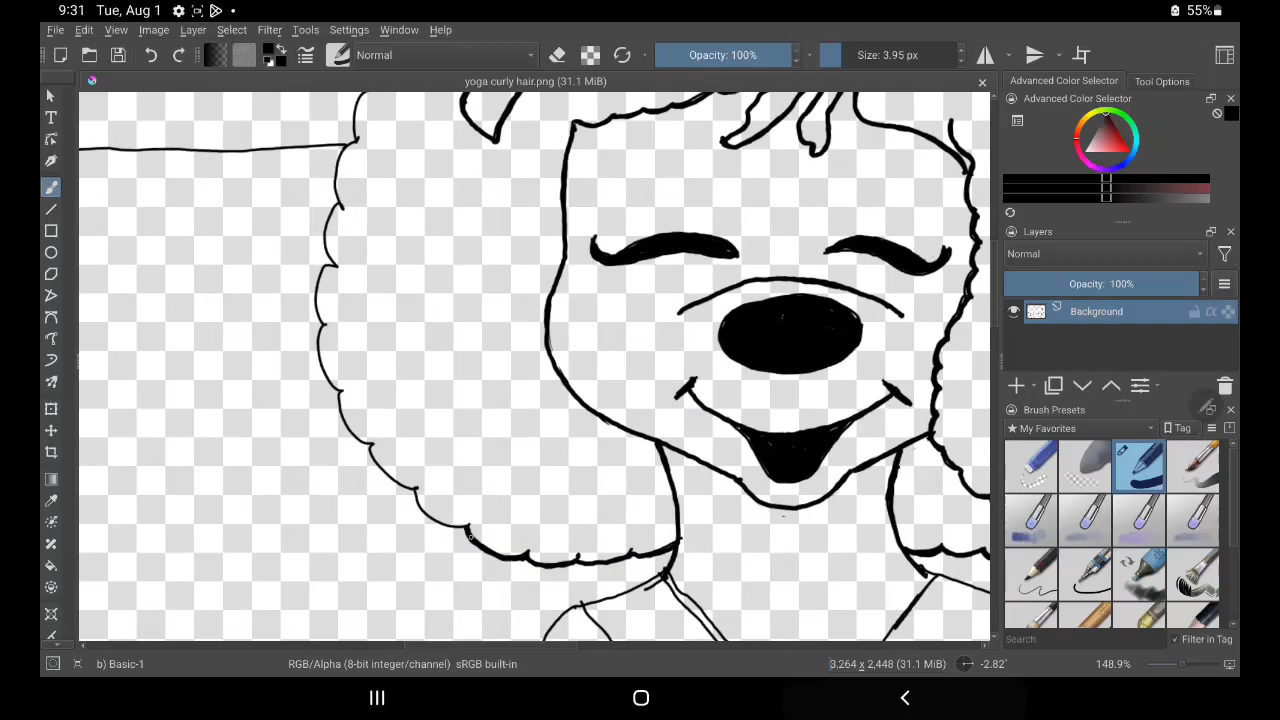 9:31 Tue, Aug 1 55%
File Edit View Image Layer Select Filter Tools Settings Window Help
Normal Opacity: 100% Size: 3.95 px
yoga curly hair.png (31.1 MiB)
Advanced Color Selector Tool Options
Advanced Color Selector
Layers
Normal
Opacity: 100%
Background
Brush Presets
★ My Favorites Tag
Search Filter in Tag
b) Basic-1 RGB/Alpha (8-bit integer/channel) sRGB built-in 3,264 x 2,448 (31.1 MiB) -2.82° 148.9%